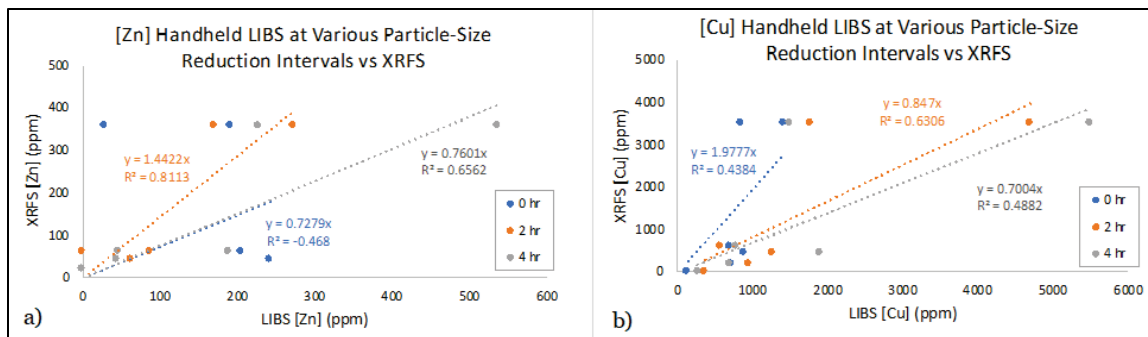 [Zn] Handheld LIBS at Various Particle-Size
Reduction Intervals vs XRFS
500
400
300
200
100
0
XRFS [Zn] (ppm)
y = 1.4422x
R² = 0.8113
y = 0.7601x
R² = 0.6562
y = 0.7279x
R² = -0.468
0 hr
2 hr
4 hr
0 100 200 300 400 500 600
LIBS [Zn] (ppm)
a)
[Cu] Handheld LIBS at Various Particle-Size
Reduction Intervals vs XRFS
5000
4000
3000
2000
1000
0
XRFS [Cu] (ppm)
y = 0.847x
R² = 0.6306
y = 1.9777x
R² = 0.4384
y = 0.7004x
R² = 0.4882
0 hr
2 hr
4 hr
0 1000 2000 3000 4000 5000 6000
LIBS [Cu] (ppm)
b)